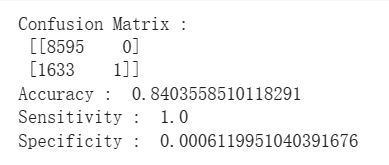 Confusion Matrix :
[[8595    0]
[1633    1]]
Accuracy :  0.8403558510118291
Sensitivity :  1.0
Specificity :  0.0006119951040391676